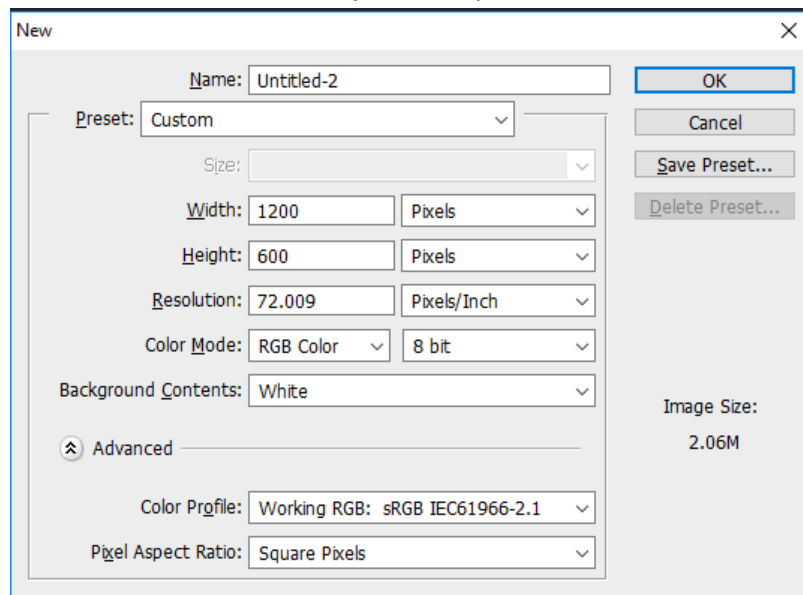 New
Name: Untitled-2
OK
Preset: Custom
Cancel
Size:
Save Preset...
Width: 1200 Pixels
Delete Preset...
Height: 600 Pixels
Resolution: 72.009 Pixels/Inch
Color Mode: RGB Color 8 bit
Background Contents: White
Image Size:
2.06M
Advanced
Color Profile: Working RGB: sRGB IEC61966-2.1
Pixel Aspect Ratio: Square Pixels